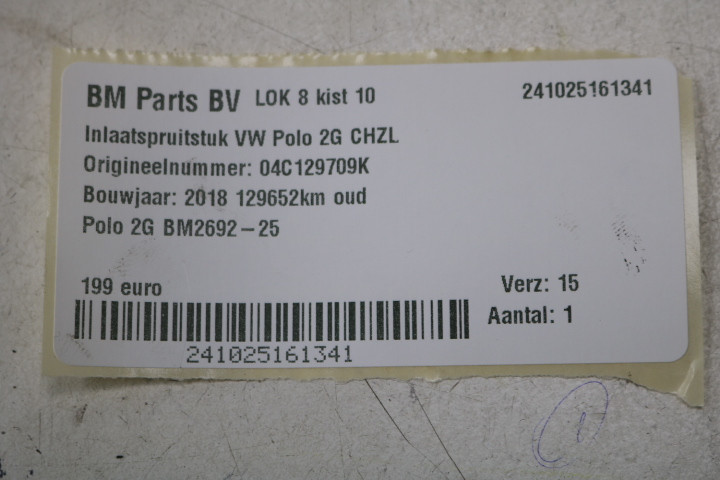 BM Parts BV LOK 8 kist 10 241025161341
Inlaatspruitstuk VW Polo 2G CHZL
Origineelnummer: 04C129709K
Bouwjaar: 2018 129652km oud
Polo 2G BM2692-25
199 euro Verz: 15
Aantal: 1
241025161341
1